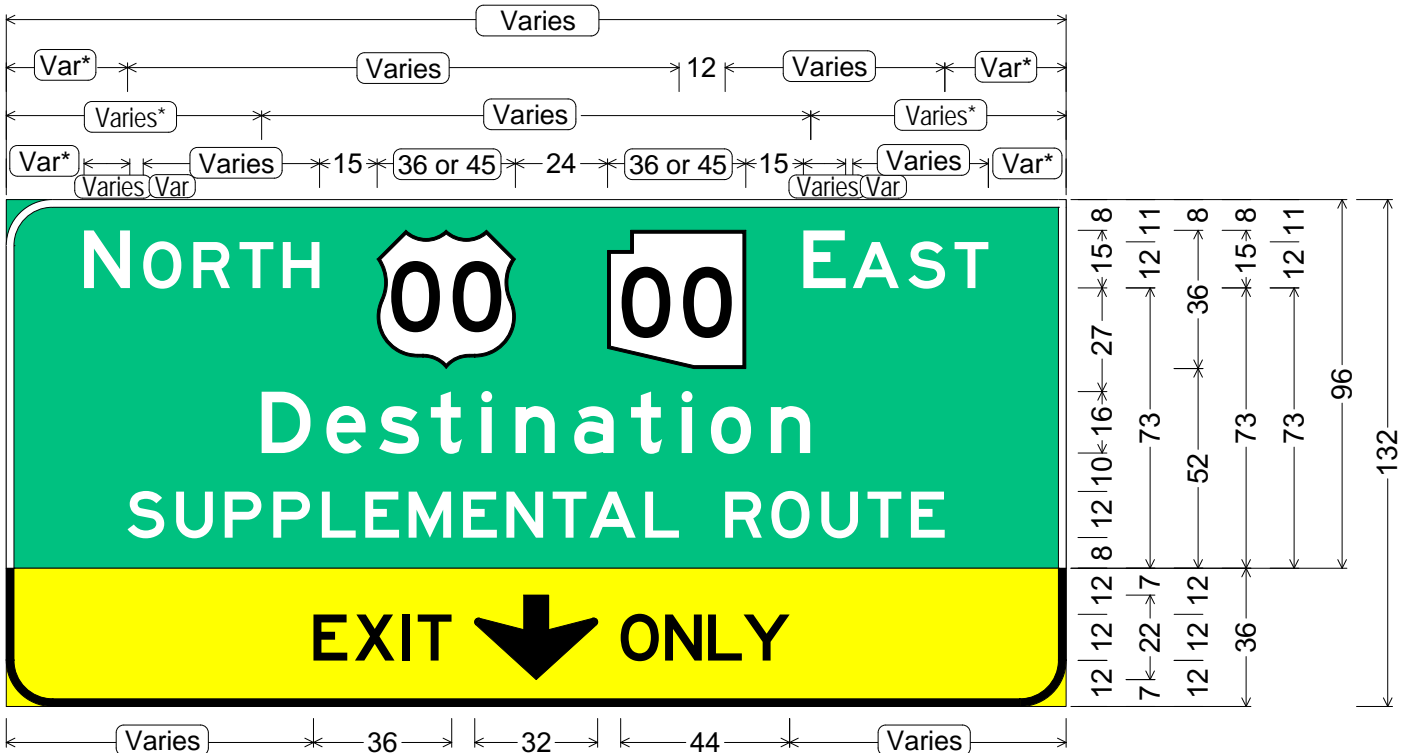 Varies
Var* Varies 12 Varies Var*
Varies* Varies Varies*
Var* Varies 15 36 or 45 24 36 or 45 15 Varies Var*
Varies Var Varies Var
NORTH 00 00 EAST
Destination
SUPPLEMENTAL ROUTE
EXIT ONLY
Varies 36 32 44 Varies
8 15 27 16 10 12 8 12 12 12
11 12 73 7 22 7
8 36 52 12 12 12
8 15 73 36
11 12 73
96
132